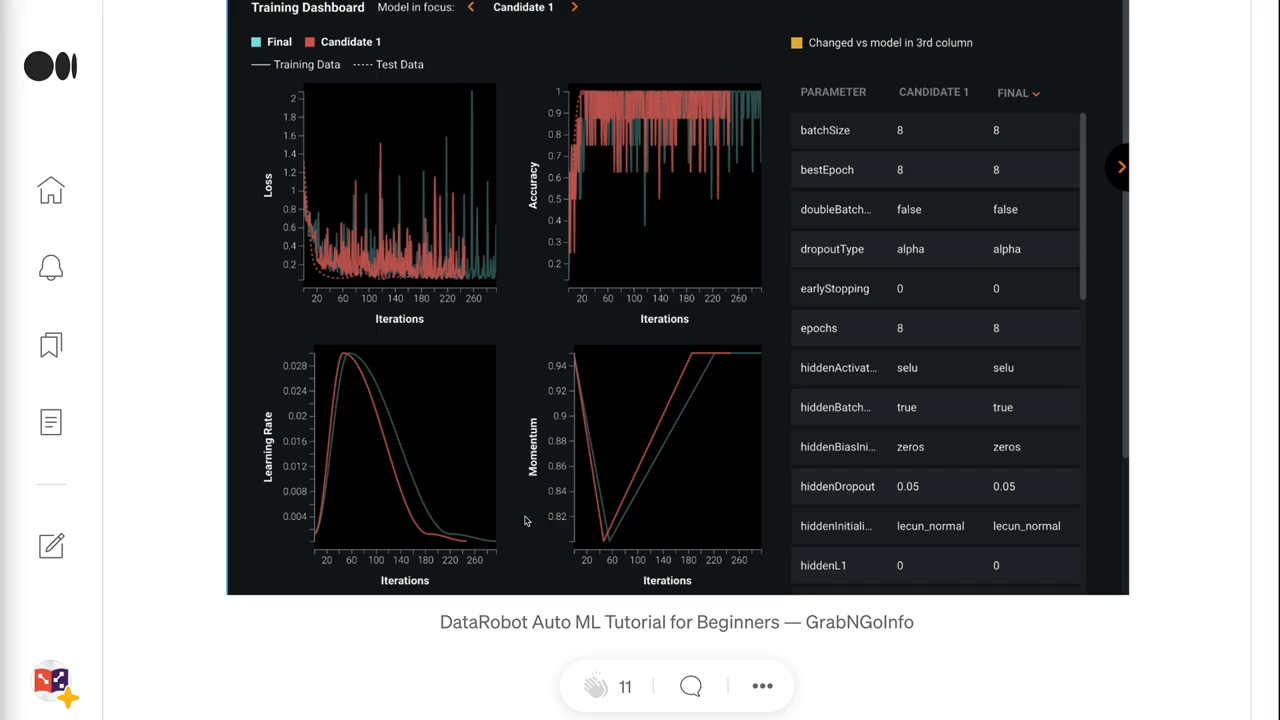 Training Dashboard Model in focus: Candidate 1
Final Candidate 1
Training Data Test Data
Changed vs model in 3rd column
2
1.8
1.6
1.4
1.2
1
0.8
0.6
0.4
0.2
Loss
20 60 100 140 180 220 260
Iterations
1
0.9
0.8
0.7
0.6
0.5
0.4
0.3
0.2
Accuracy
20 60 100 140 180 220 260
Iterations
0.028
0.024
0.02
0.016
0.012
0.008
0.004
Learning Rate
20 60 100 140 180 220 260
Iterations
0.94
0.92
0.9
0.88
0.86
0.84
0.82
Momentum
20 60 100 140 180 220 260
Iterations
PARAMETER CANDIDATE 1 FINAL
batchSize 8 8
bestEpoch 8 8
doubleBatch... false false
dropoutType alpha alpha
earlyStopping 0 0
epochs 8 8
hiddenActivat... selu selu
hiddenBatch... true true
hiddenBiasIni... zeros zeros
hiddenDropout 0.05 0.05
hiddenInitiali... lecun_normal lecun_normal
hiddenL1 0 0
DataRobot Auto ML Tutorial for Beginners — GrabNGoInfo
11